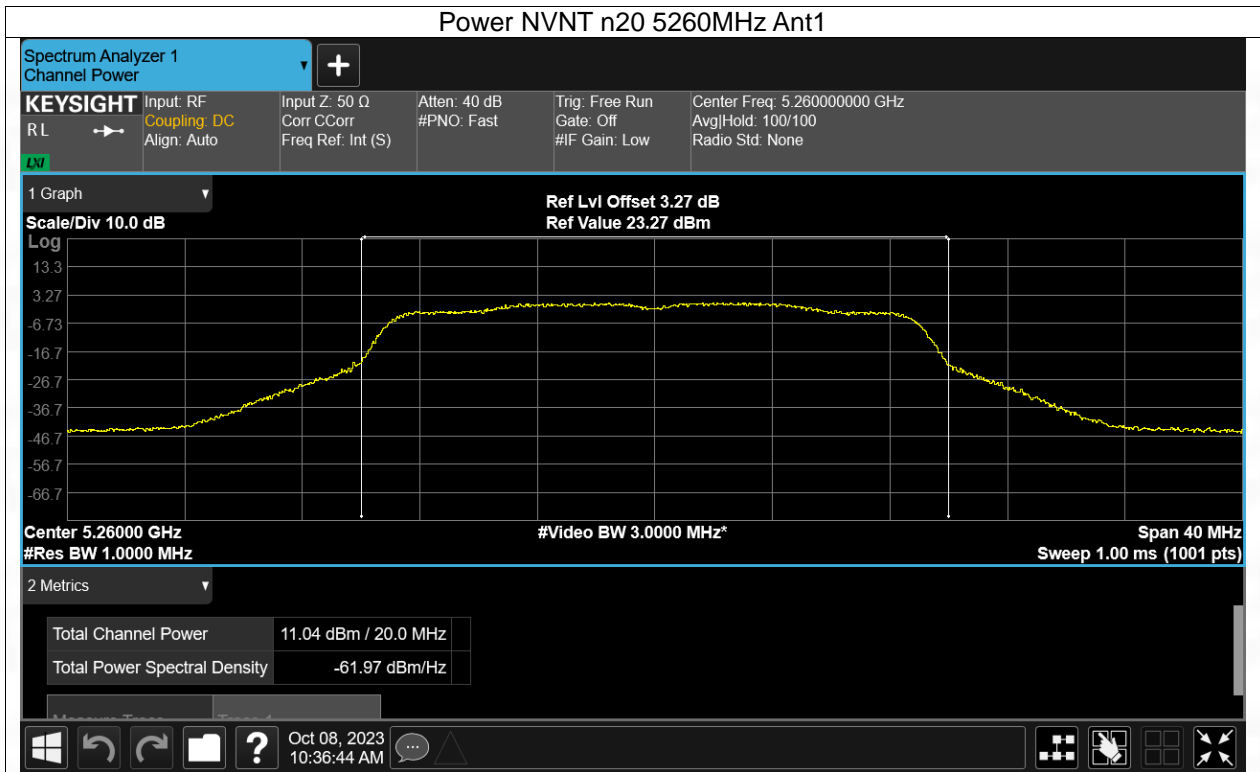 Power NVNT n20 5260MHz Ant1
Spectrum Analyzer 1
Channel Power
KEYSIGHT
R L
LXI
Input: RF
Coupling: DC
Align: Auto
Input Z: 50 Ω
Corr CCorr
Freq Ref: Int (S)
Atten: 40 dB
#PNO: Fast
Trig: Free Run
Gate: Off
#IF Gain: Low
Center Freq: 5.260000000 GHz
Avg|Hold: 100/100
Radio Std: None
1 Graph
Scale/Div 10.0 dB
Ref Lvl Offset 3.27 dB
Ref Value 23.27 dBm
Log
13.3
3.27
-6.73
-16.7
-26.7
-36.7
-46.7
-56.7
-66.7
Center 5.26000 GHz
#Video BW 3.0000 MHz*
Span 40 MHz
#Res BW 1.0000 MHz
Sweep 1.00 ms (1001 pts)
2 Metrics
Total Channel Power 11.04 dBm / 20.0 MHz
Total Power Spectral Density -61.97 dBm/Hz
Measure Trace Trace 1
?
Oct 08, 2023
10:36:44 AM